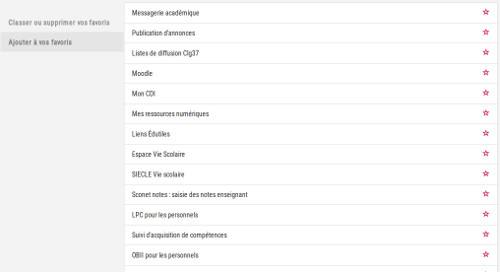 Classer ou supprimer vos favoris
Ajouter à vos favoris
Messagerie académique
Publication d'annonces
Listes de diffusion Clg37
Moodle
Mon CDI
Mes ressources numériques
Liens Édutiles
Espace Vie Scolaire
SIECLE Vie scolaire
Sconet notes : saisie des notes enseignant
LPC pour les personnels
Suivi d'acquisition de compétences
OBII pour les personnels